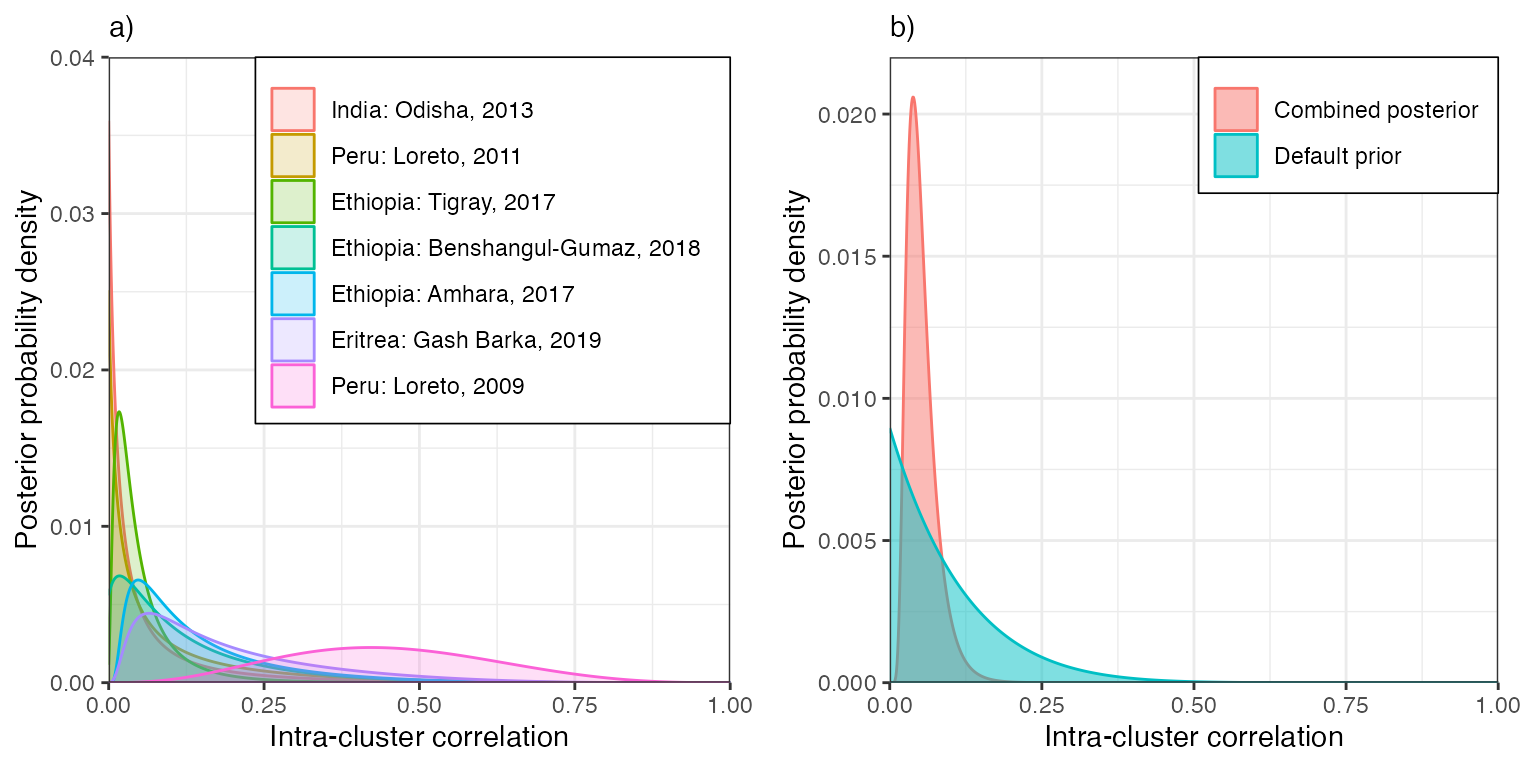 a)
Posterior probability density
0.04
0.03
0.02
0.01
0.00
India: Odisha, 2013
Peru: Loreto, 2011
Ethiopia: Tigray, 2017
Ethiopia: Benshangul-Gumaz, 2018
Ethiopia: Amhara, 2017
Eritrea: Gash Barka, 2019
Peru: Loreto, 2009
0.00 0.25 0.50 0.75 1.00
Intra-cluster correlation
b)
Posterior probability density
0.020
0.015
0.010
0.005
0.000
Combined posterior
Default prior
0.00 0.25 0.50 0.75 1.00
Intra-cluster correlation